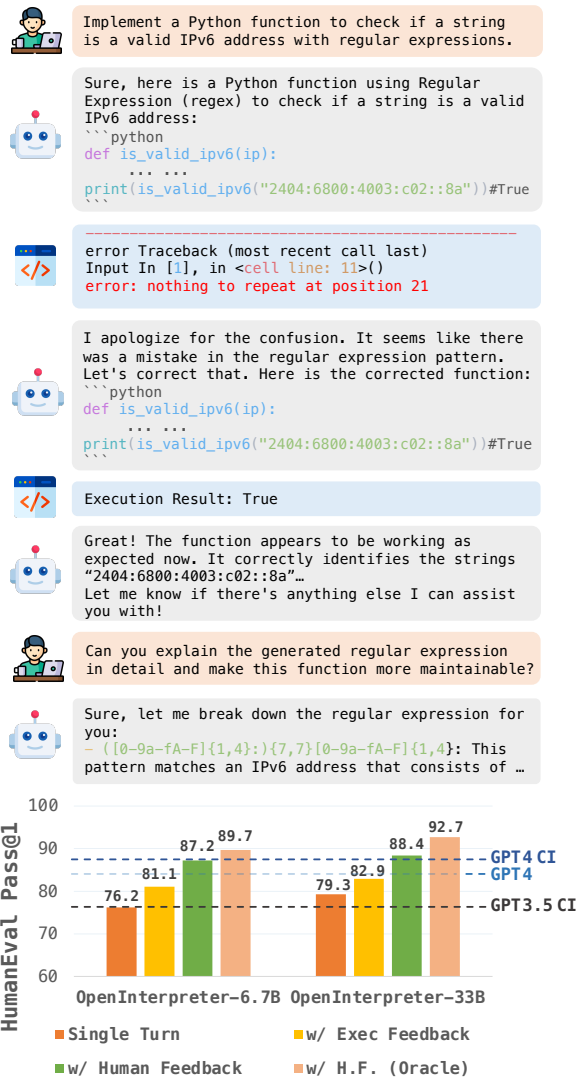 Implement a Python function to check if a string
is a valid IPv6 address with regular expressions.
Sure, here is a Python function using Regular
Expression (regex) to check if a string is a valid
IPv6 address:
```python
def is_valid_ipv6(ip):
... ...
print(is_valid_ipv6("2404:6800:4003:c02::8a"))#True
```
</>
---------------------------------------------------
error Traceback (most recent call last)
Input In [1], in <cell line: 11>()
error: nothing to repeat at position 21
I apologize for the confusion. It seems like there
was a mistake in the regular expression pattern.
Let's correct that. Here is the corrected function:
```python
def is_valid_ipv6(ip):
... ...
print(is_valid_ipv6("2404:6800:4003:c02::8a"))#True
```
</>
Execution Result: True
Great! The function appears to be working as
expected now. It correctly identifies the strings
“2404:6800:4003:c02::8a”…
Let me know if there's anything else I can assist
you with!
Can you explain the generated regular expression
in detail and make this function more maintainable?
Sure, let me break down the regular expression for
you:
– ([0–9a–fA–F]{1,4}:){7,7}[0–9a–fA–F]{1,4}: This
pattern matches an IPv6 address that consists of …
HumanEval Pass@1
100
90
80
70
60
76.2
81.1
87.2
89.7
79.3
82.9
88.4
92.7
GPT4 CI
GPT4
GPT3.5 CI
OpenInterpreter–6.7B OpenInterpreter–33B
Single Turn
w/ Exec Feedback
w/ Human Feedback
w/ H.F. (Oracle)